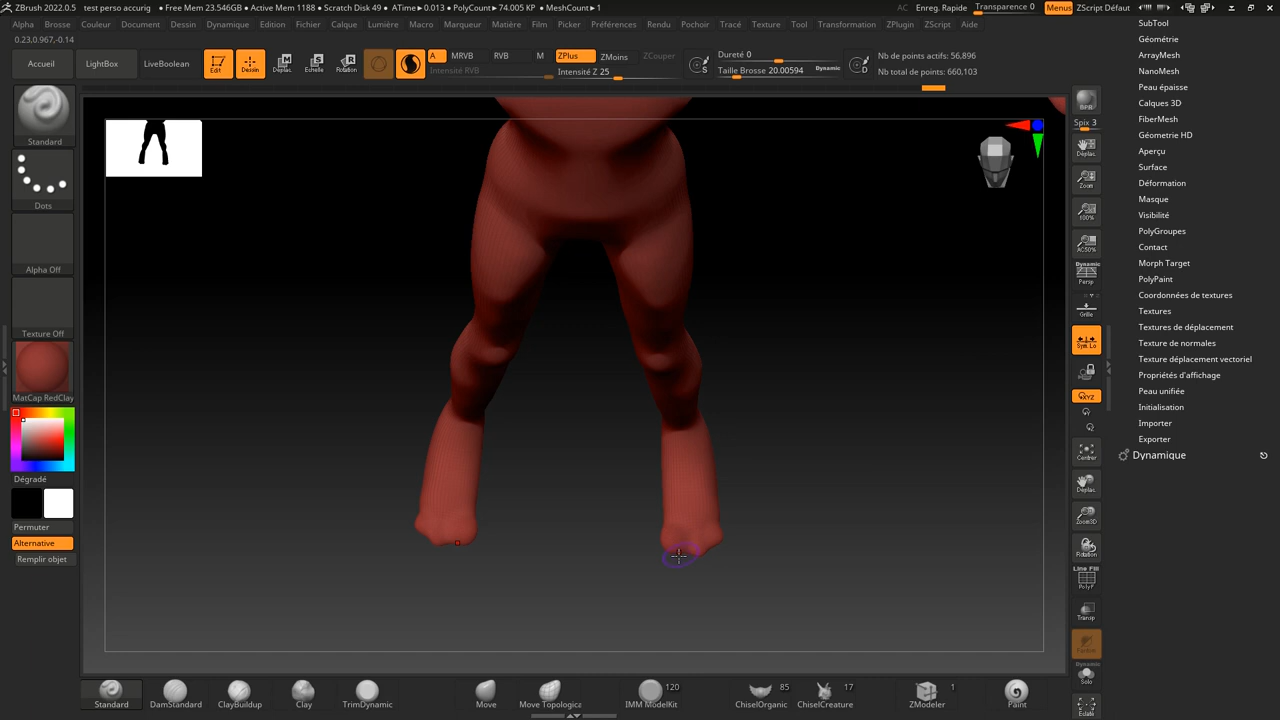 ZBrush 2022.0.5 test perso accurig ● Free Mem 23.546GB ● Active Mem 1188 ● Scratch Disk 49 ● ATime►0.013 ● PolyCount►74.005 KP ● MeshCount►1 AC Enreg. Rapide Transparence 0 Menus ZScript Défaut
Alpha Brosse Couleur Document Dessin Dynamique Edition Fichier Calque Lumière Macro Marqueur Matière Film Picker Préférences Rendu Pochoir Tracé Texture Tool Transformation ZPlugin ZScript Aide
0.23,0.967,-0.14
Accueil LightBox LiveBoolean Edit Dessin Déplac. Echelle Rotation A MRVB RVB M ZPlus ZMoins ZCouper Dureté 0 Nb de points actifs: 56,896
Intensité RVB Intensité Z 25 S Taille Brosse 20.00594 Dynamic D Nb total de points: 660,103
Standard
Dots
Alpha Off
Texture Off
MatCap RedClay
Dégradé
Permuter
Alternative
Remplir objet
BPR
Spix 3
Déplac.
Zoom
100%
AC50%
Dynamic
Persp
Grille
Sym.Lo
XYZ
Centrer
Déplac.
Zoom3D
Rotation
Line Fill
PolyF
Transp
Dynamic
Solo
Eclaté
SubTool
Géométrie
ArrayMesh
NanoMesh
Peau épaisse
Calques 3D
FiberMesh
Géometrie HD
Aperçu
Surface
Déformation
Masque
Visibilité
PolyGroupes
Contact
Morph Target
PolyPaint
Coordonnées de textures
Textures
Textures de déplacement
Texture de normales
Texture déplacement vectoriel
Propriétés d'affichage
Peau unifiée
Initialisation
Importer
Exporter
Dynamique
Standard DamStandard ClayBuildup Clay TrimDynamic Move Move Topologica 120 IMM ModelKit 85 ChiselOrganic 17 ChiselCreature 1 ZModeler Paint